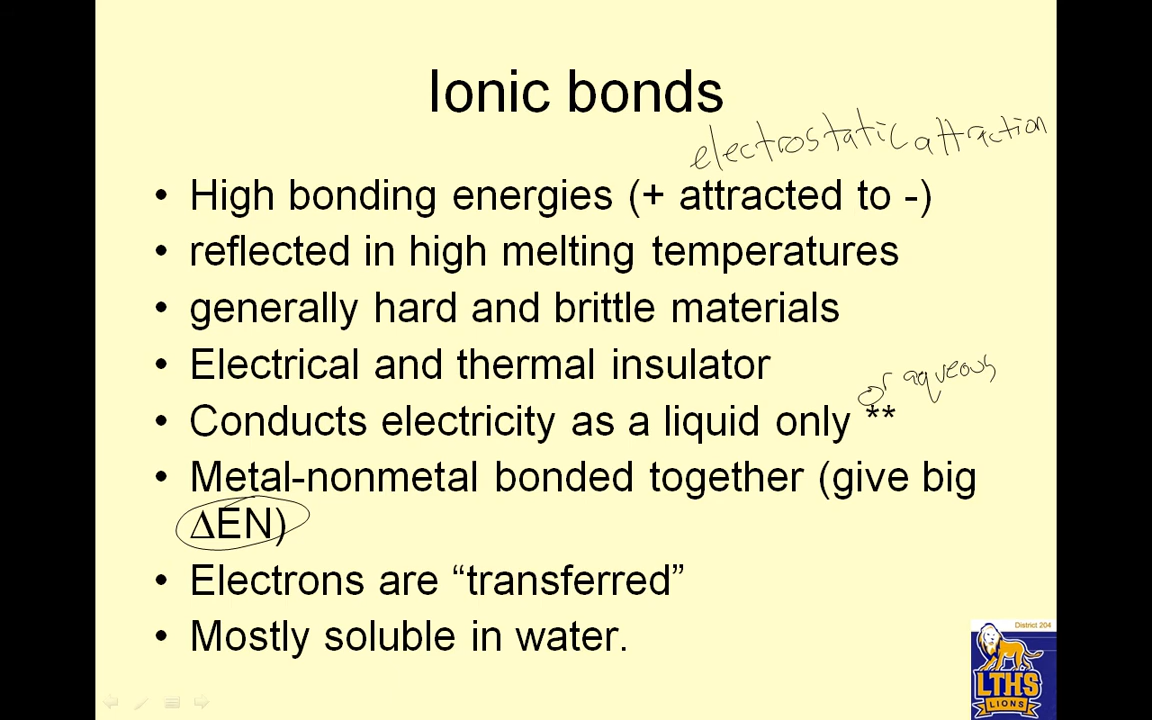 Ionic bonds
electrostatic attraction
• High bonding energies (+ attracted to -)
• reflected in high melting temperatures
• generally hard and brittle materials
• Electrical and thermal insulator
or aqueous
• Conducts electricity as a liquid only **
• Metal-nonmetal bonded together (give big
ΔEN)
• Electrons are “transferred”
• Mostly soluble in water.
District 204
LTHS
LIONS